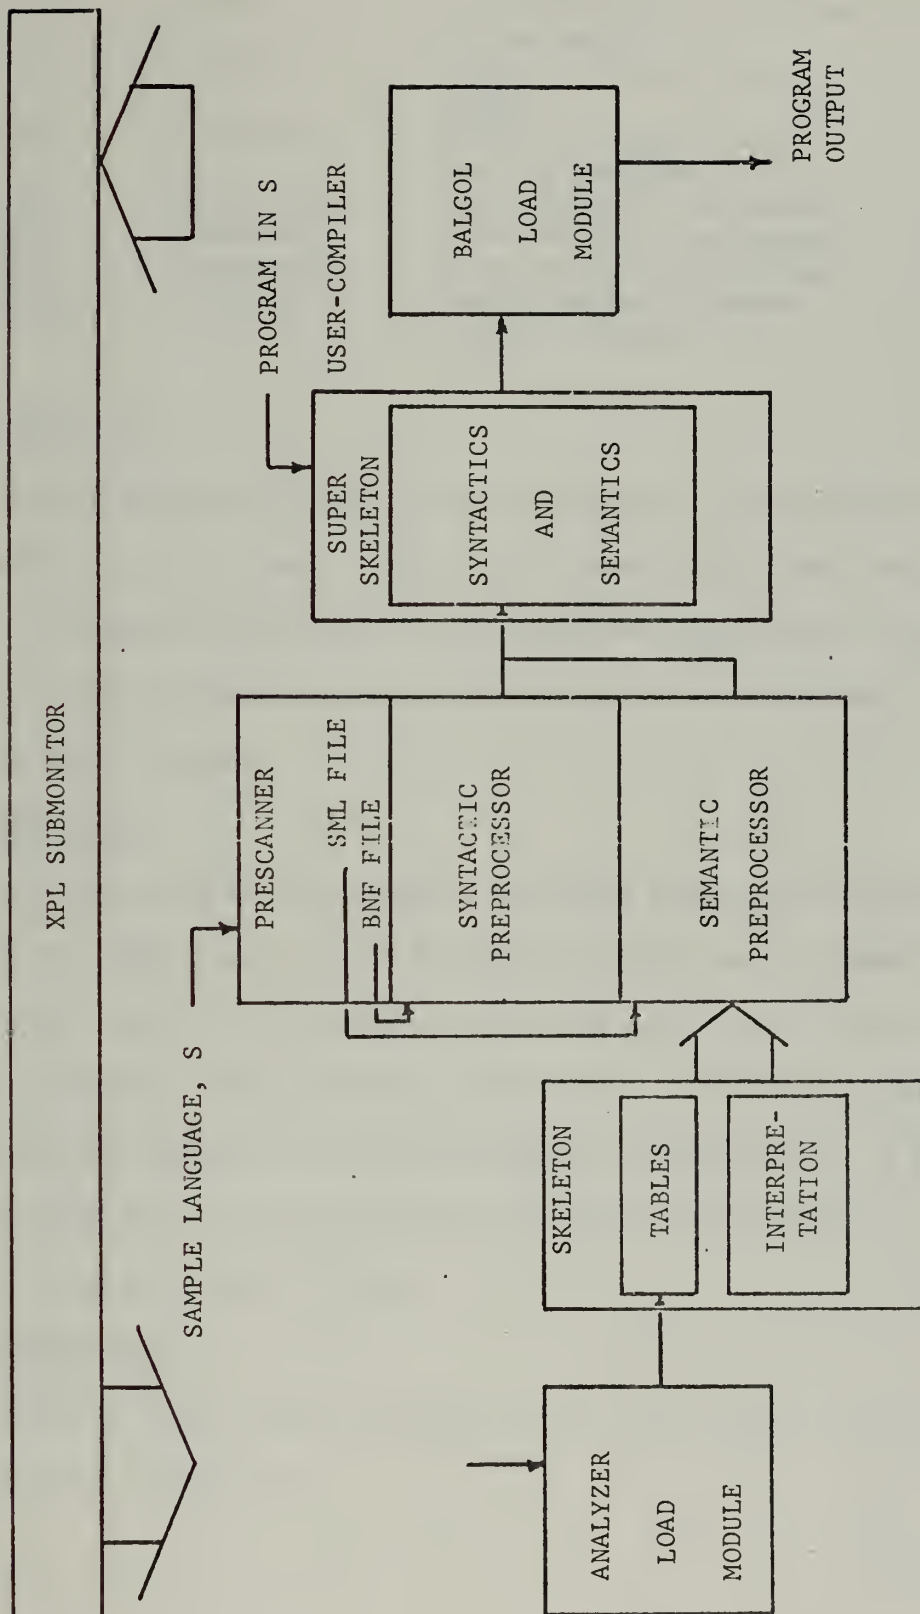 XPL SUBMONITOR
SAMPLE LANGUAGE, S
PROGRAM IN S
USER-COMPILER
ANALYZER
LOAD
MODULE
SKELETON
TABLES
INTERPRE-
TATION
PRESCANNER
SML FILE
BNF FILE
SYNTACTIC
PREPROCESSOR
SEMANTIC
PREPROCESSOR
SUPER
SKELETON
SYNTACTICS
AND
SEMANTICS
BALGOL
LOAD
MODULE
PROGRAM
OUTPUT